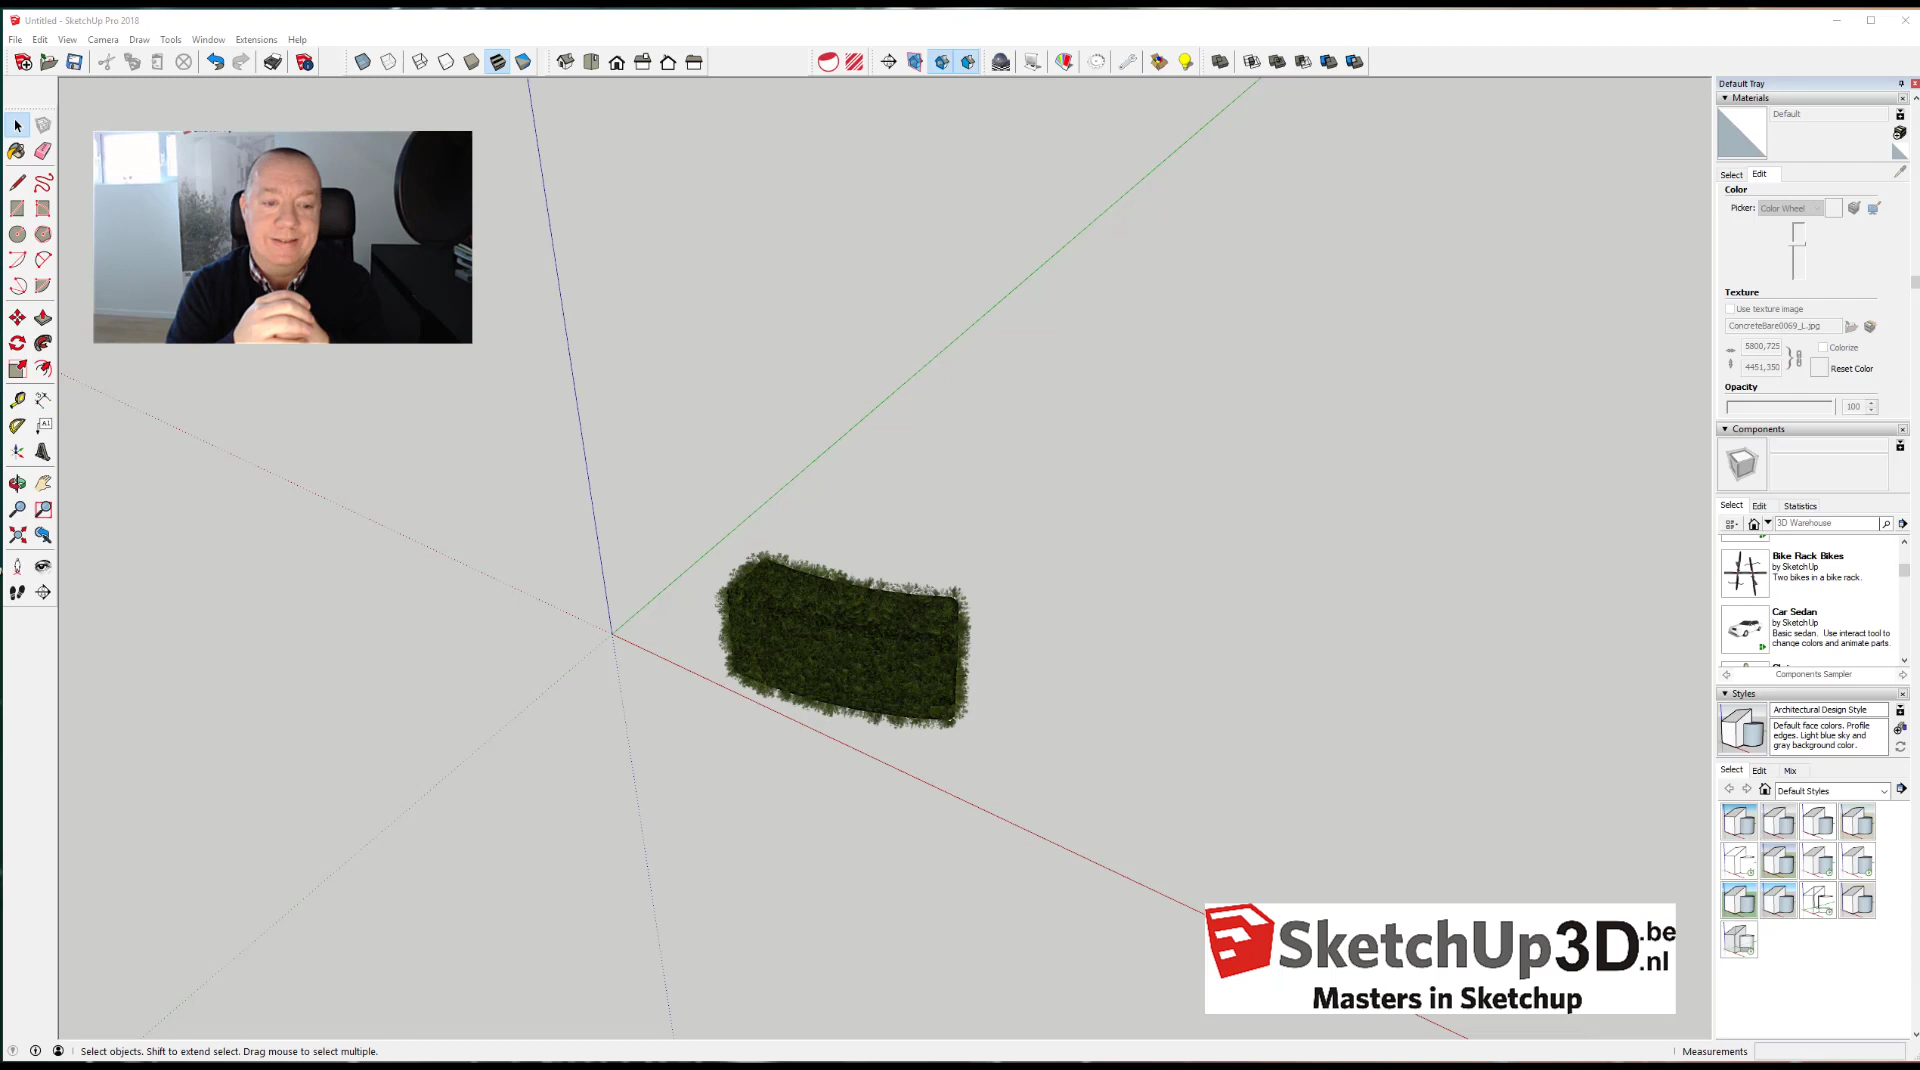 Untitled - SketchUp Pro 2018
File Edit View Camera Draw Tools Window Extensions Help
Default Tray
Materials
Default
Select Edit
Color
Picker: Color Wheel
Texture
Use texture image
ConcreteBare0069_L.jpg
5800,725
Colorize
4451,350
Reset Color
Opacity
100
Components
Select Edit Statistics
3D Warehouse
Bike Rack Bikes
by SketchUp
Two bikes in a bike rack.
Car Sedan
by SketchUp
Basic sedan. Use interact tool to
change colors and animate parts.
Components Sampler
Styles
Architectural Design Style
Default face colors. Profile
edges. Light blue sky and
gray background color.
Select Edit Mix
Default Styles
SketchUp3D.be
.nl
Masters in Sketchup
Select objects. Shift to extend select. Drag mouse to select multiple.
Measurements